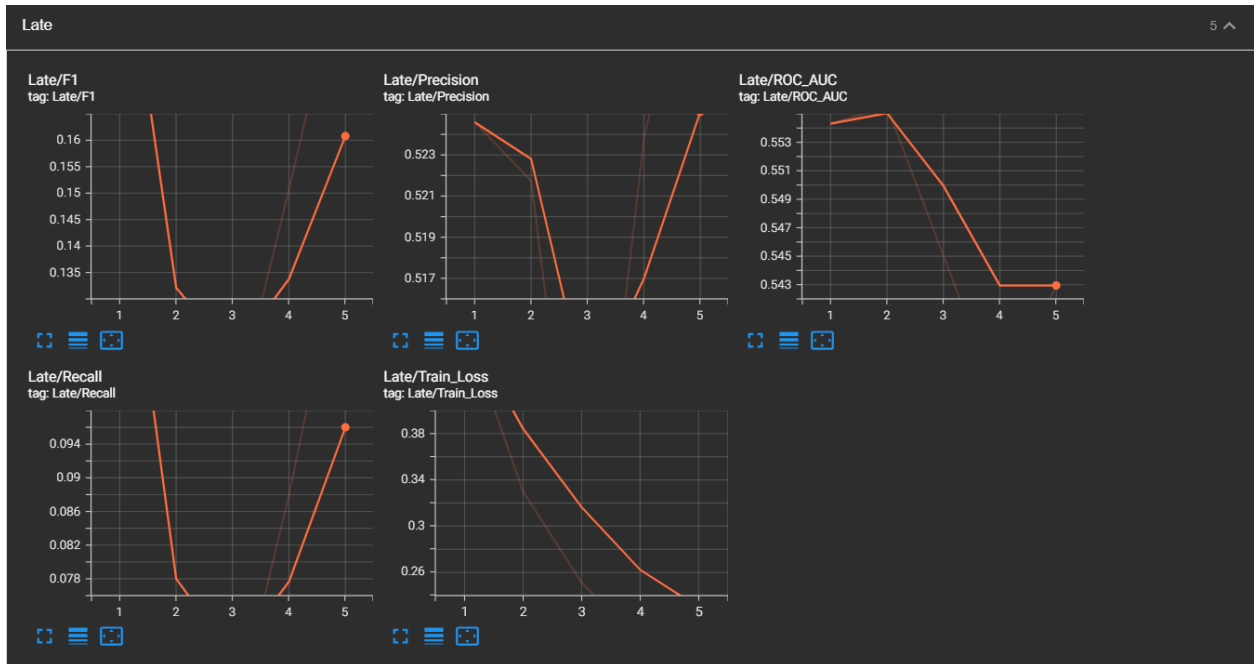 Late
5
Late/F1
tag: Late/F1
0.16
0.155
0.15
0.145
0.14
0.135
1 2 3 4 5
Late/Precision
tag: Late/Precision
0.523
0.521
0.519
0.517
1 2 3 4 5
Late/ROC_AUC
tag: Late/ROC_AUC
0.553
0.551
0.549
0.547
0.545
0.543
1 2 3 4 5
Late/Recall
tag: Late/Recall
0.094
0.09
0.086
0.082
0.078
1 2 3 4 5
Late/Train_Loss
tag: Late/Train_Loss
0.38
0.34
0.3
0.26
1 2 3 4 5